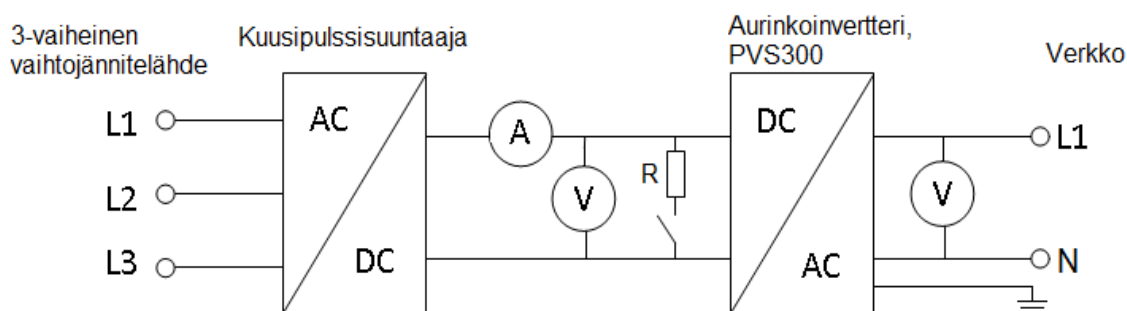 3-vaiheinen
vaihtojännitelähde
Kuusipulssisuuntaaja
Aurinkoinvertteri,
PVS300
Verkko
L1
L2
L3
AC
DC
A
V
R
DC
AC
V
L1
N